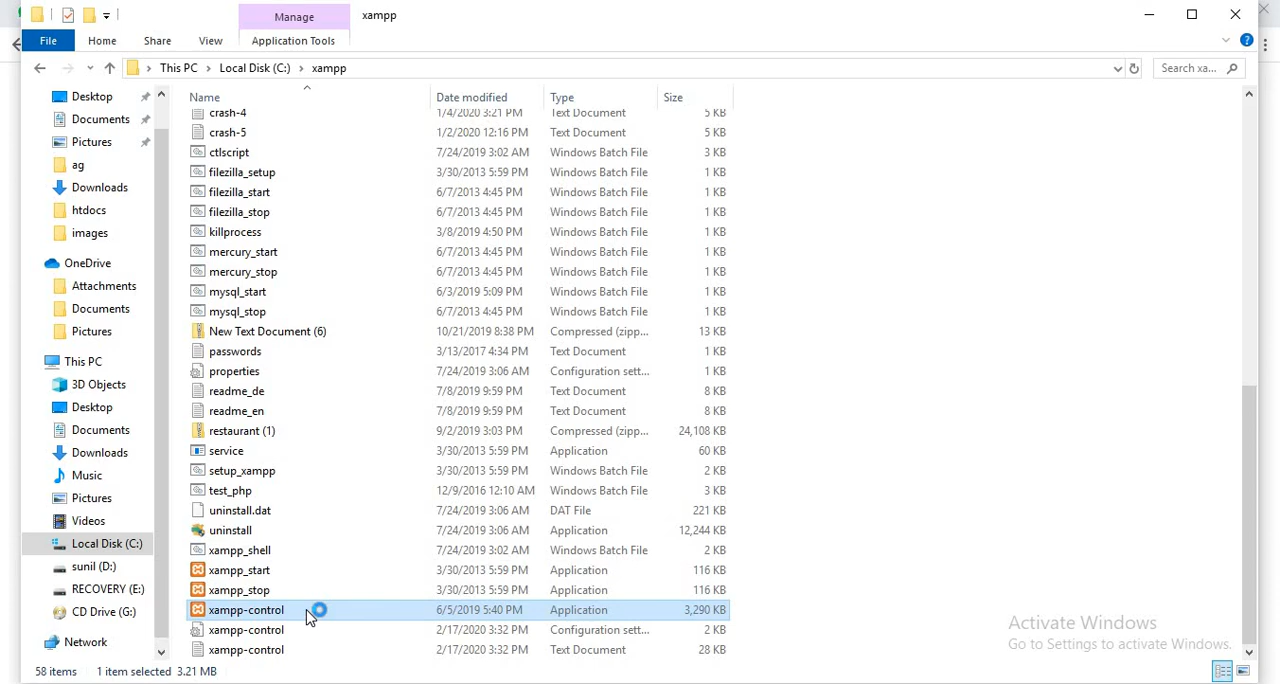 Manage xampp
File Home Share View Application Tools
This PC Local Disk (C:) xampp Search xa...
Name Date modified Type Size
Desktop
Documents
Pictures
ag
Downloads
htdocs
images
OneDrive
Attachments
Documents
Pictures
This PC
3D Objects
Desktop
Documents
Downloads
Music
Pictures
Videos
Local Disk (C:)
sunil (D:)
RECOVERY (E:)
CD Drive (G:)
Network
crash-4 1/4/2020 3:21 PM Text Document 5 KB
crash-5 1/2/2020 12:16 PM Text Document 5 KB
ctlscript 7/24/2019 3:02 AM Windows Batch File 3 KB
filezilla_setup 3/30/2013 5:59 PM Windows Batch File 1 KB
filezilla_start 6/7/2013 4:45 PM Windows Batch File 1 KB
filezilla_stop 6/7/2013 4:45 PM Windows Batch File 1 KB
killprocess 3/8/2019 4:50 PM Windows Batch File 1 KB
mercury_start 6/7/2013 4:45 PM Windows Batch File 1 KB
mercury_stop 6/7/2013 4:45 PM Windows Batch File 1 KB
mysql_start 6/3/2019 5:09 PM Windows Batch File 1 KB
mysql_stop 6/7/2013 4:45 PM Windows Batch File 1 KB
New Text Document (6) 10/21/2019 8:38 PM Compressed (zipp... 13 KB
passwords 3/13/2017 4:34 PM Text Document 1 KB
properties 7/24/2019 3:06 AM Configuration sett... 1 KB
readme_de 7/8/2019 9:59 PM Text Document 8 KB
readme_en 7/8/2019 9:59 PM Text Document 8 KB
restaurant (1) 9/2/2019 3:03 PM Compressed (zipp... 24,108 KB
service 3/30/2013 5:59 PM Application 60 KB
setup_xampp 3/30/2013 5:59 PM Windows Batch File 2 KB
test_php 12/9/2016 12:10 AM Windows Batch File 3 KB
uninstall.dat 7/24/2019 3:06 AM DAT File 221 KB
uninstall 7/24/2019 3:06 AM Application 12,244 KB
xampp_shell 7/24/2019 3:02 AM Windows Batch File 2 KB
xampp_start 3/30/2013 5:59 PM Application 116 KB
xampp_stop 3/30/2013 5:59 PM Application 116 KB
xampp-control 6/5/2019 5:40 PM Application 3,290 KB
xampp-control 2/17/2020 3:32 PM Configuration sett... 2 KB
xampp-control 2/17/2020 3:32 PM Text Document 28 KB
Activate Windows
Go to Settings to activate Windows.
58 items 1 item selected 3.21 MB